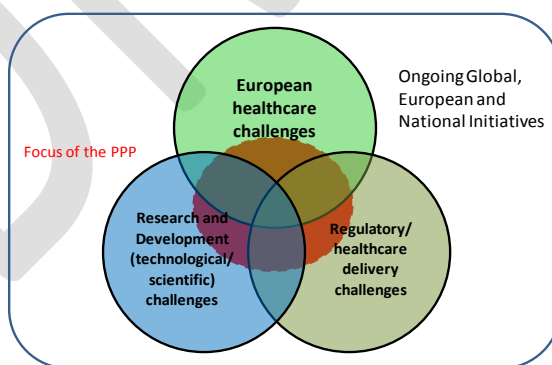 European
healthcare
challenges
Ongoing Global,
European and
National Initiatives
Focus of the PPP
Research and
Development
(technological/
scientific)
challenges
Regulatory/
healthcare
delivery
challenges